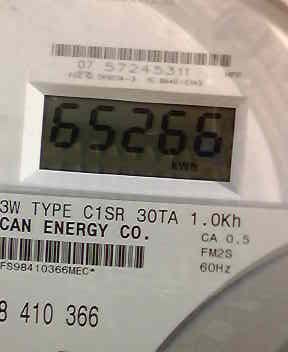 07 57245311
65266
kWh
3W TYPE C1SR 30TA 1.0Kh
CAN ENERGY CO.
CA 0.5
FM2S
60Hz
FS98410366MEC*
8 410 366